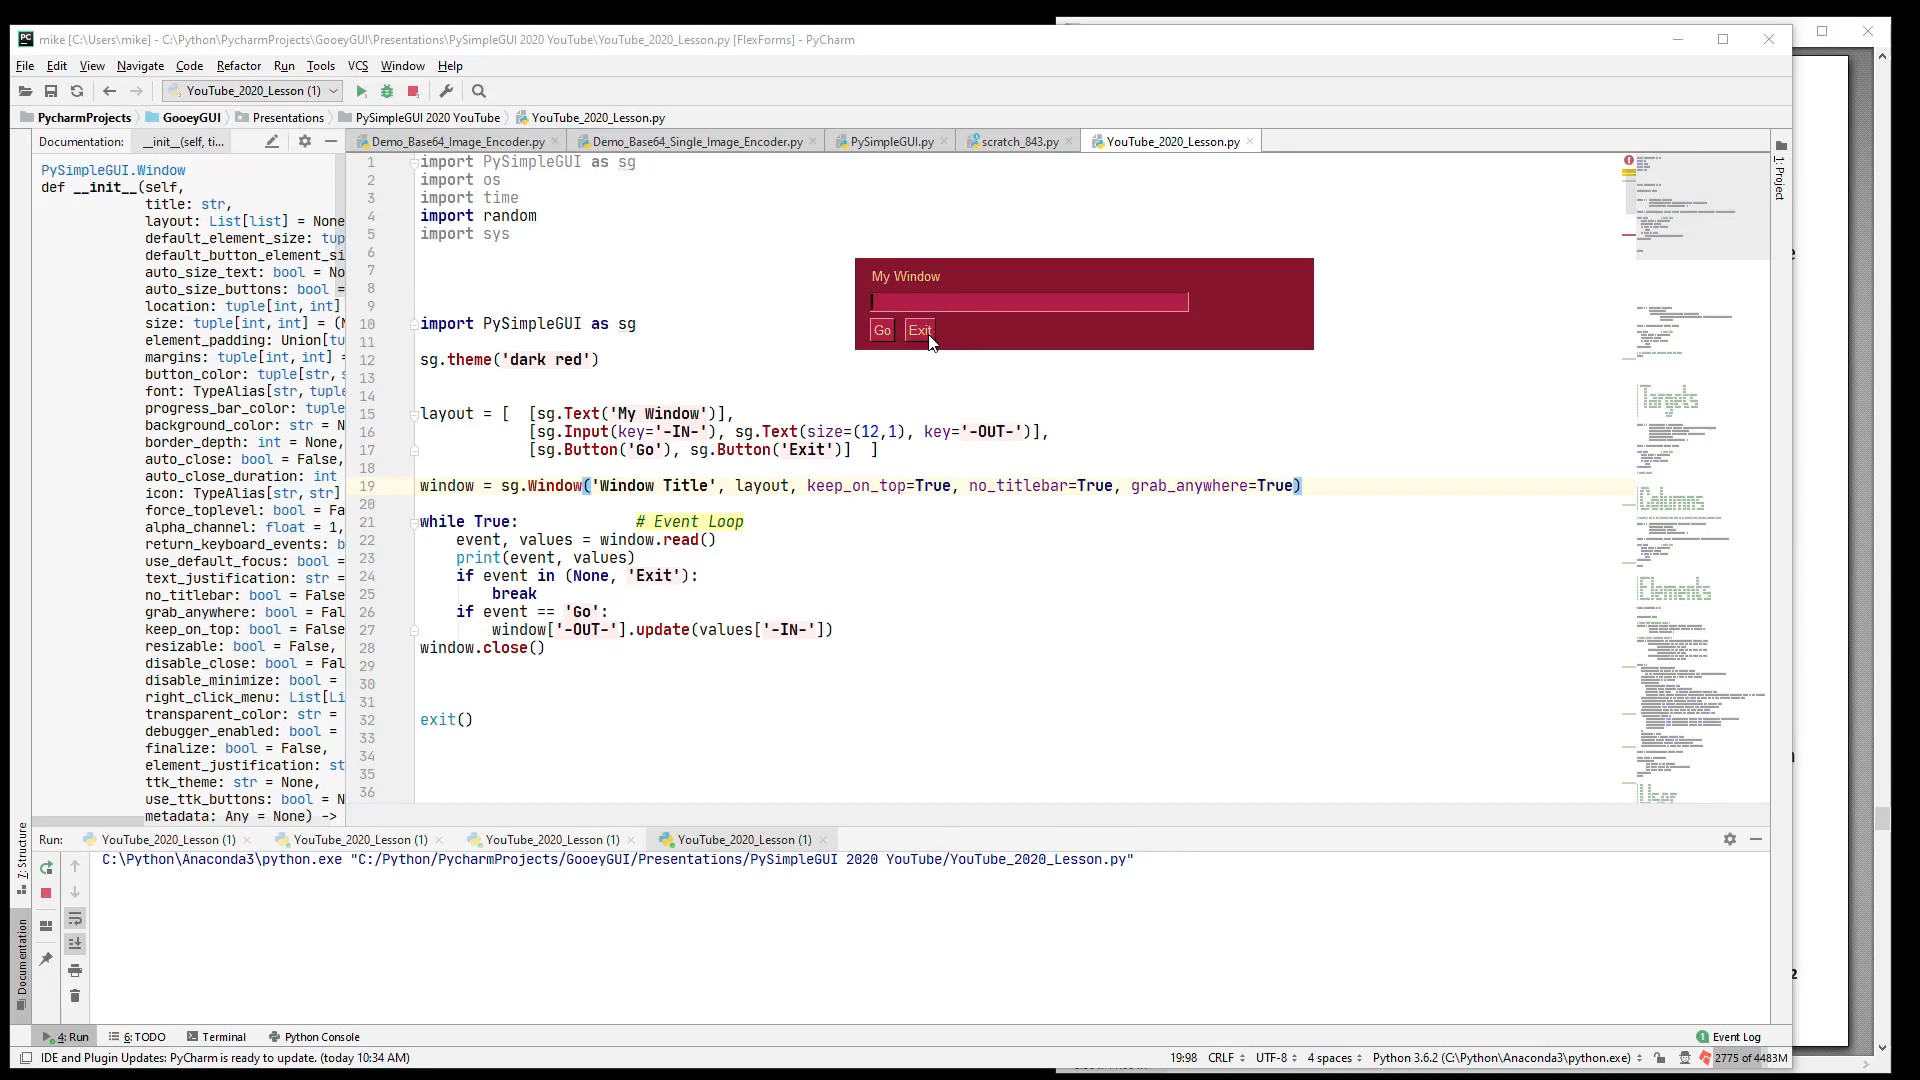 mike [C:\Users\mike] - C:\Python\PycharmProjects\GooeyGUI\Presentations\PySimpleGUI 2020 YouTube\YouTube_2020_Lesson.py [FlexForms] - PyCharm
File Edit View Navigate Code Refactor Run Tools VCS Window Help
YouTube_2020_Lesson (1)
PycharmProjects GooeyGUI Presentations PySimpleGUI 2020 YouTube YouTube_2020_Lesson.py
Documentation: __init__(self, ti...
Demo_Base64_Image_Encoder.py Demo_Base64_Single_Image_Encoder.py PySimpleGUI.py scratch_843.py YouTube_2020_Lesson.py
PySimpleGUI.Window
def __init__(self,
title: str,
layout: List[list] = None
default_element_size: tup
default_button_element_si
auto_size_text: bool = No
auto_size_buttons: bool =
location: tuple[int, int]
size: tuple[int, int] = (N
element_padding: Union[tu
margins: tuple[int, int] =
button_color: tuple[str, s
font: TypeAlias[str, tuple
progress_bar_color: tuple
background_color: str = N
border_depth: int = None,
auto_close: bool = False,
auto_close_duration: int
icon: TypeAlias[str, str]
force_toplevel: bool = Fa
alpha_channel: float = 1,
return_keyboard_events: b
use_default_focus: bool =
text_justification: str =
no_titlebar: bool = False
grab_anywhere: bool = Fal
keep_on_top: bool = False
resizable: bool = False,
disable_close: bool = Fal
disable_minimize: bool =
right_click_menu: List[Li
transparent_color: str =
debugger_enabled: bool =
finalize: bool = False,
element_justification: st
ttk_theme: str = None,
use_ttk_buttons: bool = N
metadata: Any = None) ->
1 import PySimpleGUI as sg
2 import os
3 import time
4 import random
5 import sys
6
7
8
9
10 import PySimpleGUI as sg
11
12 sg.theme('dark red')
13
14
15 layout = [ [sg.Text('My Window')],
16 [sg.Input(key='-IN-'), sg.Text(size=(12,1), key='-OUT-')],
17 [sg.Button('Go'), sg.Button('Exit')] ]
18
19 window = sg.Window('Window Title', layout, keep_on_top=True, no_titlebar=True, grab_anywhere=True)
20
21 while True: # Event Loop
22 event, values = window.read()
23 print(event, values)
24 if event in (None, 'Exit'):
25 break
26 if event == 'Go':
27 window['-OUT-'].update(values['-IN-'])
28 window.close()
29
30
31
32 exit()
33
34
35
36
My Window
Go Exit
1: Project
7: Structure
Documentation
Run: YouTube_2020_Lesson (1) YouTube_2020_Lesson (1) YouTube_2020_Lesson (1) YouTube_2020_Lesson (1)
C:\Python\Anaconda3\python.exe "C:/Python/PycharmProjects/GooeyGUI/Presentations/PySimpleGUI 2020 YouTube/YouTube_2020_Lesson.py"
4: Run 6: TODO Terminal Python Console 1 Event Log
IDE and Plugin Updates: PyCharm is ready to update. (today 10:34 AM) 19:98 CRLF UTF-8 4 spaces Python 3.6.2 (C:\Python\Anaconda3\python.exe) 2775 of 4483M